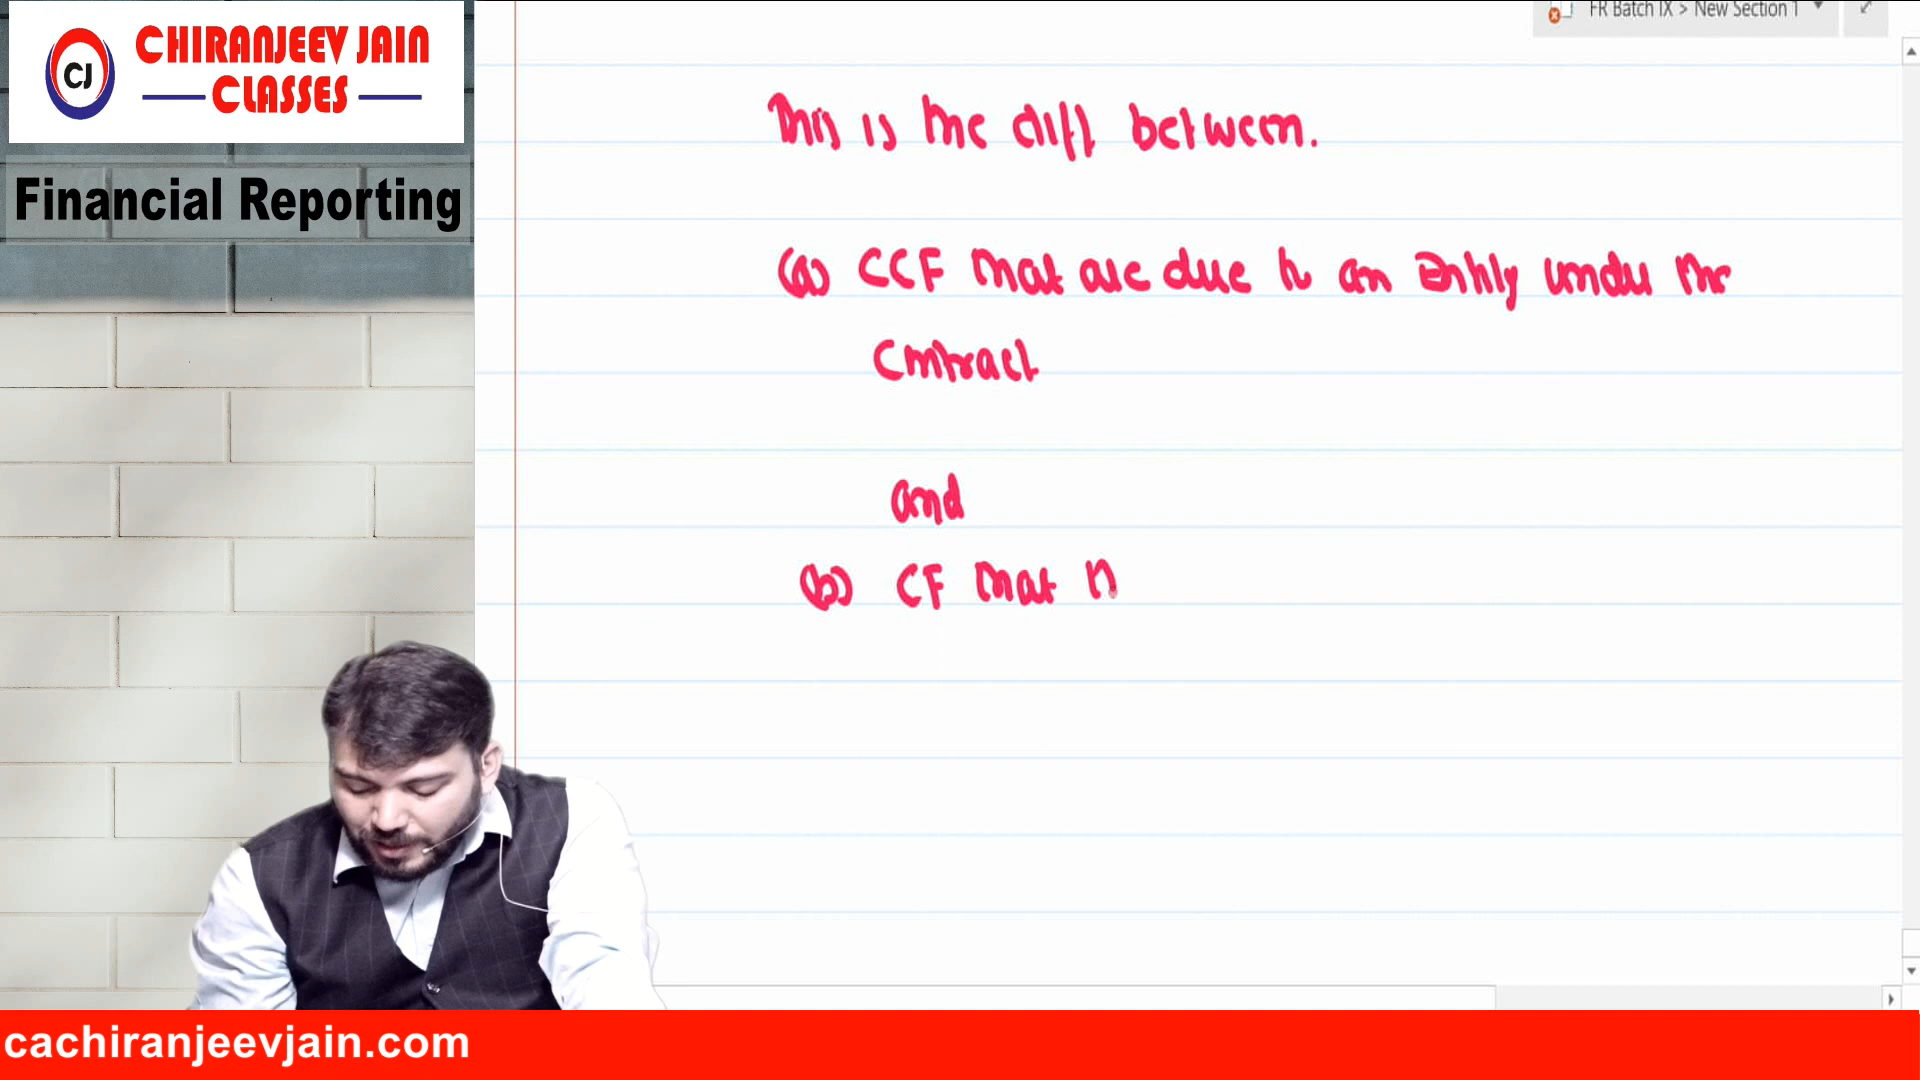 CHIRANJEEV JAIN
CLASSES
CJ
Financial Reporting
FR Batch IX > New Section 1
This is the diff between.
(a) CCF that are due to an Entity under the
Contract
and
(b) CF that
cachiranjeevjain.com